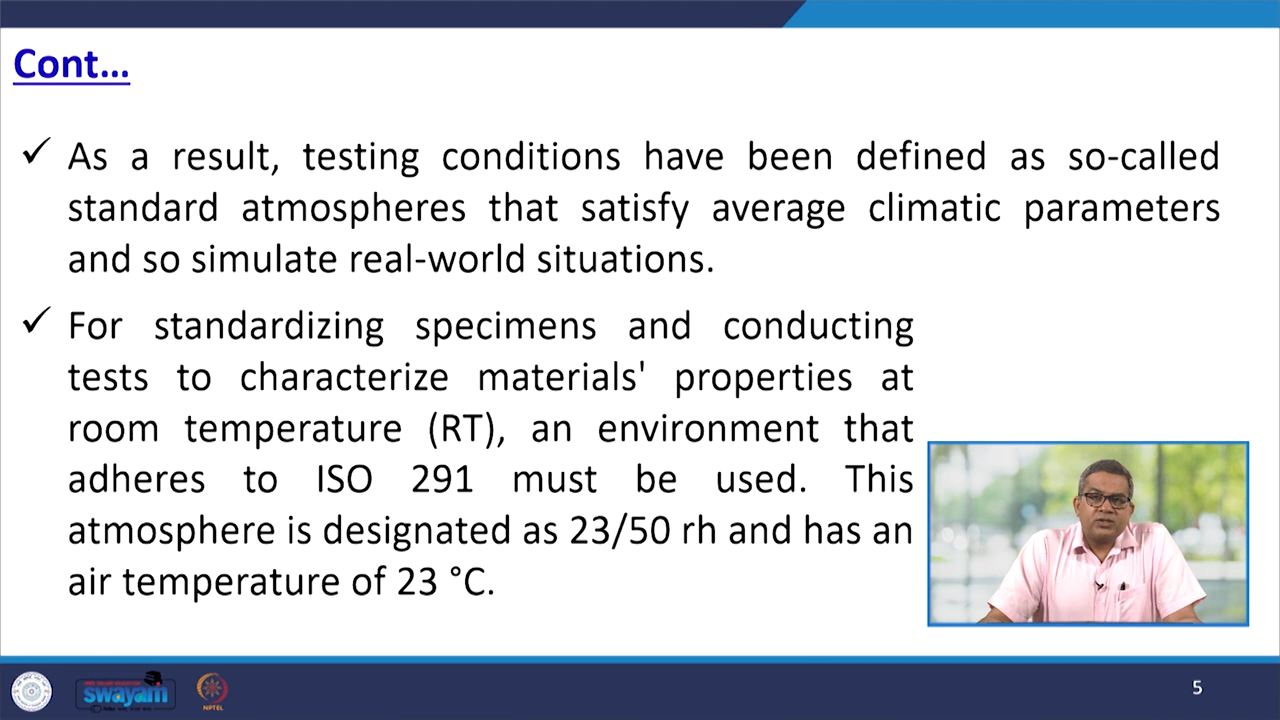 Cont...
✓ As a result, testing conditions have been defined as so-called
standard atmospheres that satisfy average climatic parameters
and so simulate real-world situations.
✓ For standardizing specimens and conducting
tests to characterize materials' properties at
room temperature (RT), an environment that
adheres to ISO 291 must be used. This
atmosphere is designated as 23/50 rh and has an
air temperature of 23 °C.
swayam
NPTEL
5